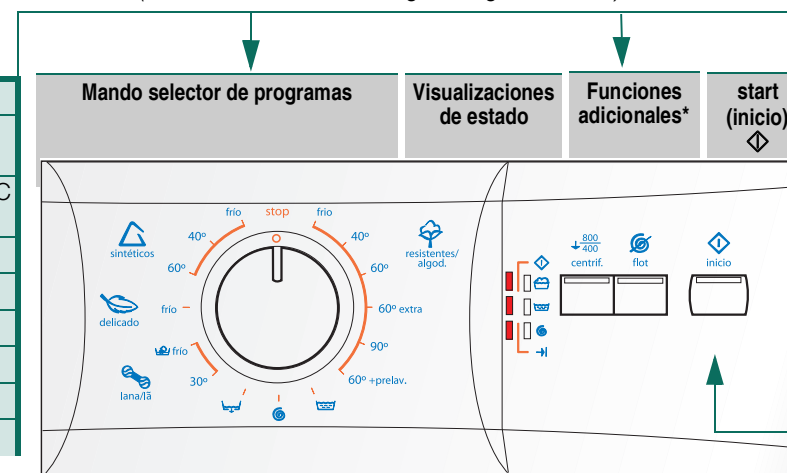 Mando selector de programas
Visualizaciones
de estado
Funciones
adicionales*
start
(inicio)
C
frío
stop
frio
40º
40º
sintéticos
resistentes/
algod.
60º
60º
delicado
frío
60º extra
frío
90º
30º
60º +prelav.
lana/lã
800
400
centrif.
flot
inicio